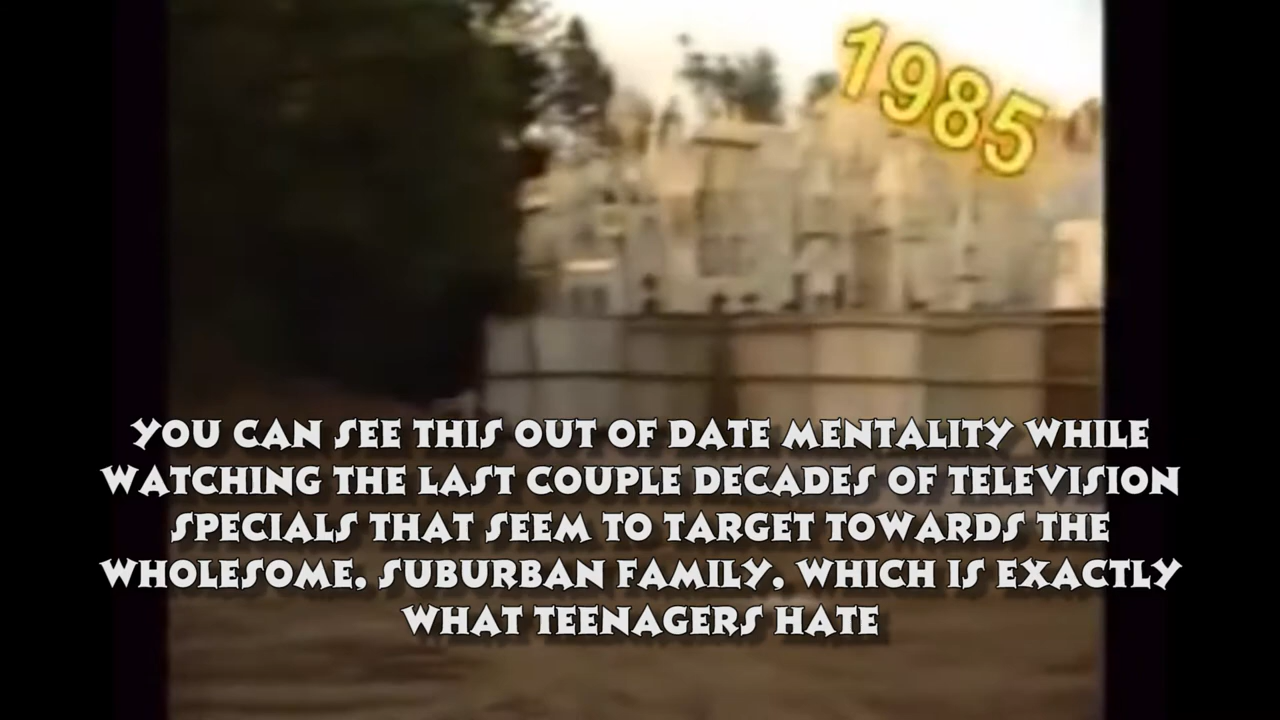 1985
YOU CAN SEE THIS OUT OF DATE MENTALITY WHILE
WATCHING THE LAST COUPLE DECADES OF TELEVISION
SPECIALS THAT SEEM TO TARGET TOWARDS THE
WHOLESOME, SUBURBAN FAMILY. WHICH IS EXACTLY
WHAT TEENAGERS HATE